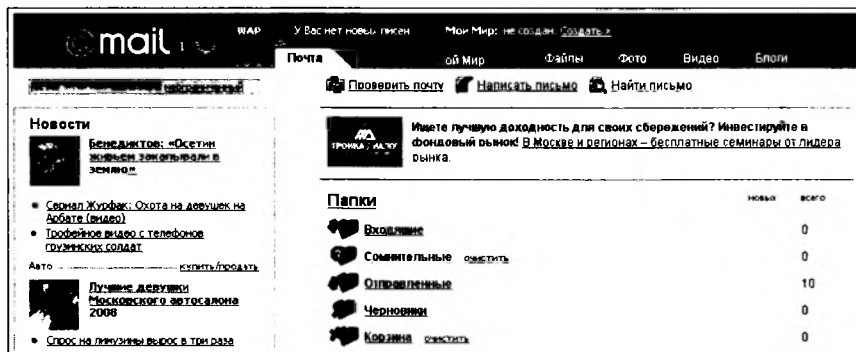 mail
WAP
У Вас нет новых писем
Мой Мир: не создан. Создать »
Почта
ой Мир
Файлы
Фото
Видео
Блоги
Проверить почту
Написать письмо
Найти письмо
Новости
Бенедиктов: «Осетин
живьем закапывали в
землю»
Сериал Журфак: Охота на девушек на
Арбате (видео)
Трофейное видео с телефонов
грузинских солдат
Авто
купить/продать
Лучшие девушки
Московского автосалона
2008
Спрос на лимузины вырос в три раза
ТРОЙКА ДИАЛОГ
Ищете лучшую доходность для своих сбережений? Инвестируйте в
фондовый рынок! В Москве и регионах – бесплатные семинары от лидера
рынка.
Папки
новых
всего
Входящие 0
Сомнительные очистить 0
Отправленные 10
Черновики 0
Корзина очистить 0